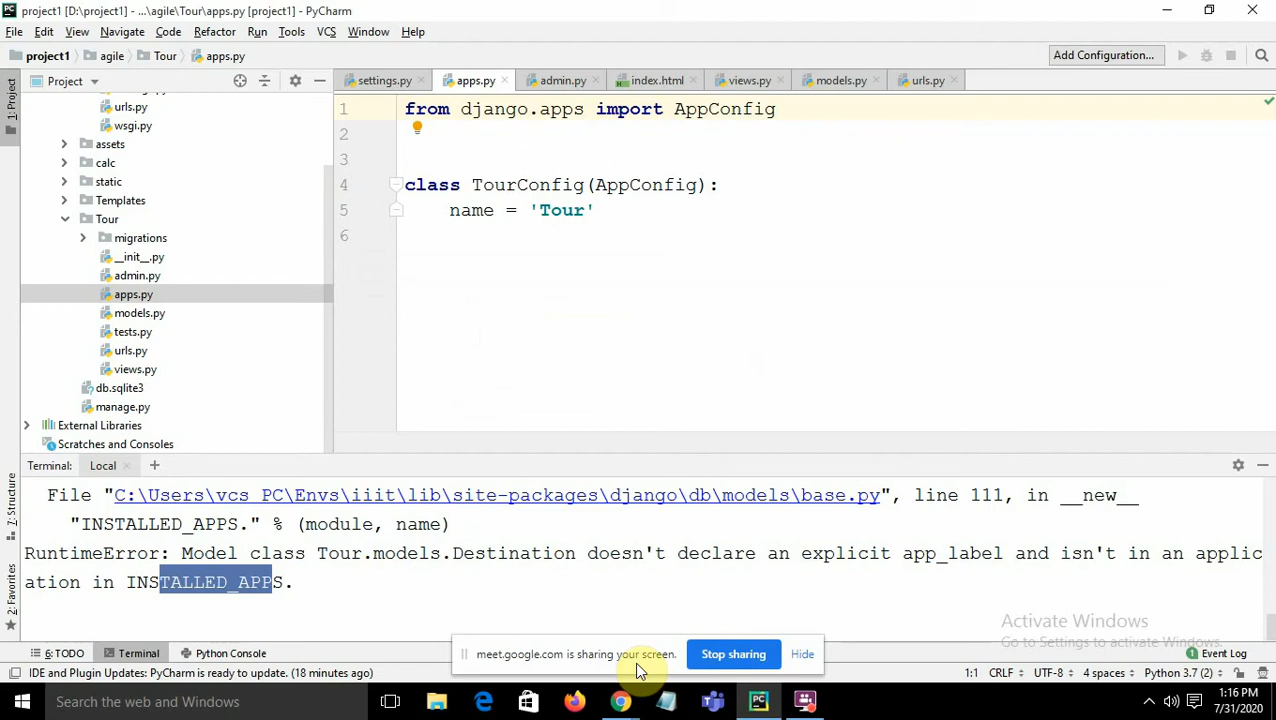 project1 [D:\project1] - ...\agile\Tour\apps.py [project1] - PyCharm
File Edit View Navigate Code Refactor Run Tools VCS Window Help
project1 agile Tour apps.py Add Configuration...
Project settings.py apps.py admin.py index.html views.py models.py urls.py
1: Project
urls.py
wsgi.py
assets
calc
static
Templates
Tour
migrations
__init__.py
admin.py
apps.py
models.py
tests.py
urls.py
views.py
db.sqlite3
manage.py
External Libraries
Scratches and Consoles
1 from django.apps import AppConfig
2
3
4 class TourConfig(AppConfig):
5 name = 'Tour'
6
Terminal: Local +
7: Structure
2: Favorites
File "C:\Users\vcs PC\Envs\iiit\lib\site-packages\django\db\models\base.py", line 111, in __new__
"INSTALLED_APPS." % (module, name)
RuntimeError: Model class Tour.models.Destination doesn't declare an explicit app_label and isn't in an applic
ation in INSTALLED_APPS.
Activate Windows
Go to Settings to activate Windows.
meet.google.com is sharing your screen. Stop sharing Hide
6: TODO Terminal Python Console Event Log
IDE and Plugin Updates: PyCharm is ready to update. (18 minutes ago) 1:1 CRLF UTF-8 4 spaces Python 3.7 (2)
Search the web and Windows
1:16 PM
7/31/2020